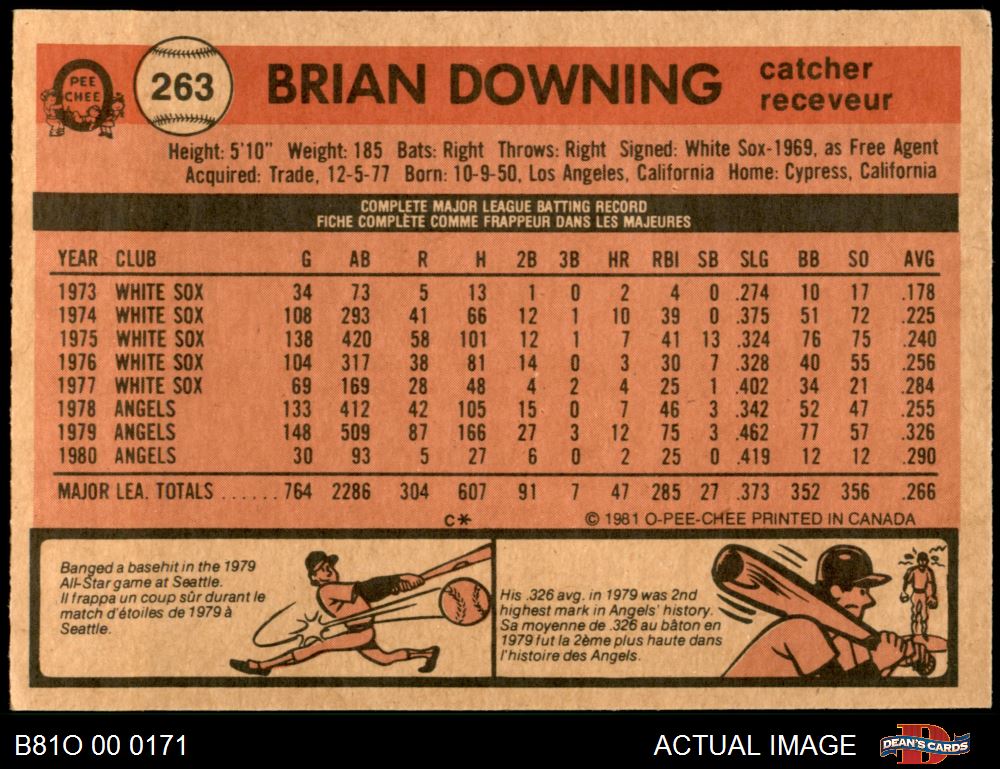 PEE
CHEE
263
BRIAN DOWNING
catcher
receveur
Height: 5'10" Weight: 185 Bats: Right Throws: Right Signed: White Sox-1969, as Free Agent
Acquired: Trade, 12-5-77 Born: 10-9-50, Los Angeles, California Home: Cypress, California
COMPLETE MAJOR LEAGUE BATTING RECORD
FICHE COMPLÈTE COMME FRAPPEUR DANS LES MAJEURES
YEAR CLUB G AB R H 2B 3B HR RBI SB SLG BB SO AVG
1973 WHITE SOX 34 73 5 13 1 0 2 4 0 .274 10 17 .178
1974 WHITE SOX 108 293 41 66 12 1 10 39 0 .375 51 72 .225
1975 WHITE SOX 138 420 58 101 12 1 7 41 13 .324 76 75 .240
1976 WHITE SOX 104 317 38 81 14 0 3 30 7 .328 40 55 .256
1977 WHITE SOX 69 169 28 48 4 2 4 25 1 .402 34 21 .284
1978 ANGELS 133 412 42 105 15 0 7 46 3 .342 52 47 .255
1979 ANGELS 148 509 87 166 27 3 12 75 3 .462 77 57 .326
1980 ANGELS 30 93 5 27 6 0 2 25 0 .419 12 12 .290
MAJOR LEA. TOTALS ......764 2286 304 607 91 7 47 285 27 .373 352 356 .266
C* © 1981 O-PEE-CHEE PRINTED IN CANADA
Banged a basehit in the 1979
All-Star game at Seattle.
Il frappa un coup sûr durant le
match d'étoiles de 1979 à
Seattle.
His .326 avg. in 1979 was 2nd
highest mark in Angels' history.
Sa moyenne de .326 au bâton en
1979 fut la 2ème plus haute dans
l'histoire des Angels.
B81O 00 0171
ACTUAL IMAGE
DEAN'S CARDS